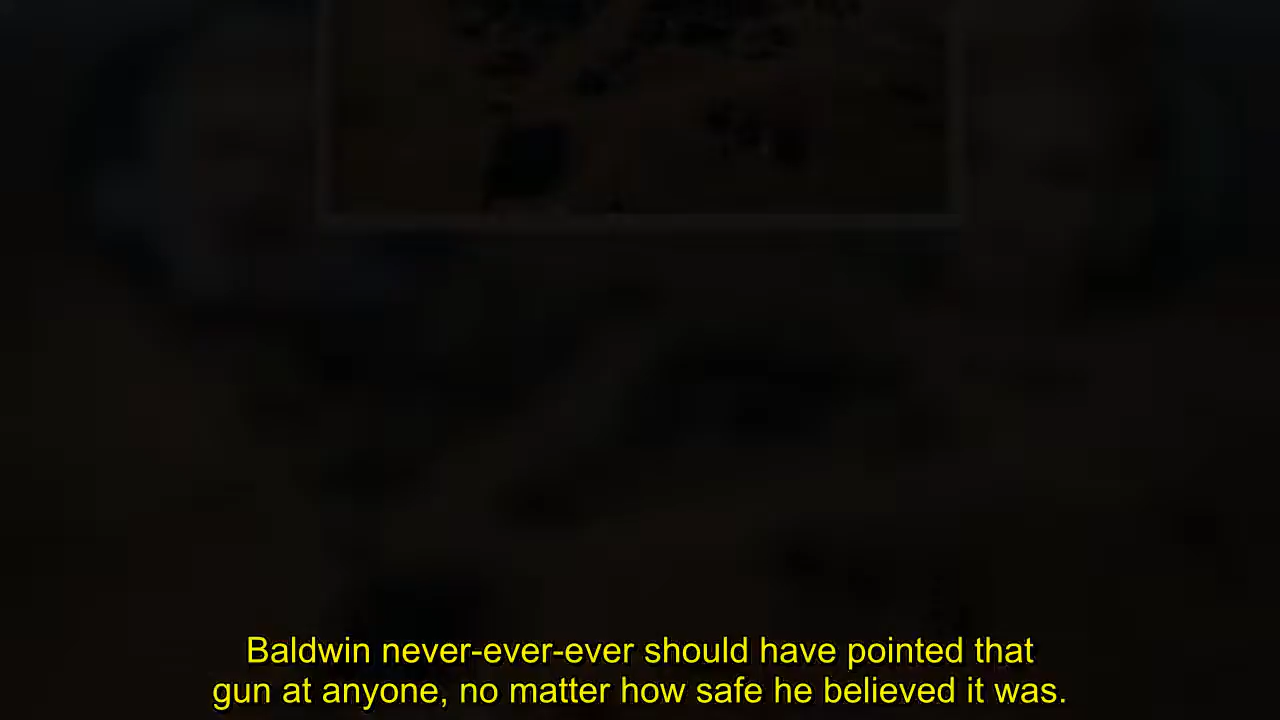 Baldwin never-ever-ever should have pointed that
gun at anyone, no matter how safe he believed it was.